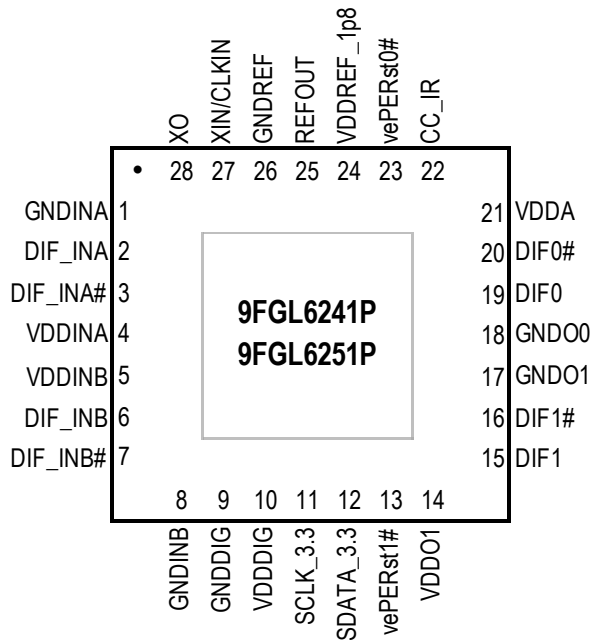 XO
XIN/CLKIN
GNDREF
REFOUT
VDDREF_1p8
vePERst0#
CC_IR
28 27 26 25 24 23 22
GNDINA 1
DIF_INA 2
DIF_INA# 3
VDDINA 4
VDDINB 5
DIF_INB 6
DIF_INB# 7
9FGL6241P
9FGL6251P
21 VDDA
20 DIF0#
19 DIF0
18 GNDO0
17 GNDO1
16 DIF1#
15 DIF1
8 9 10 11 12 13 14
GNDINB
GNDDIG
VDDDIG
SCLK_3.3
SDATA_3.3
vePERst1#
VDDO1